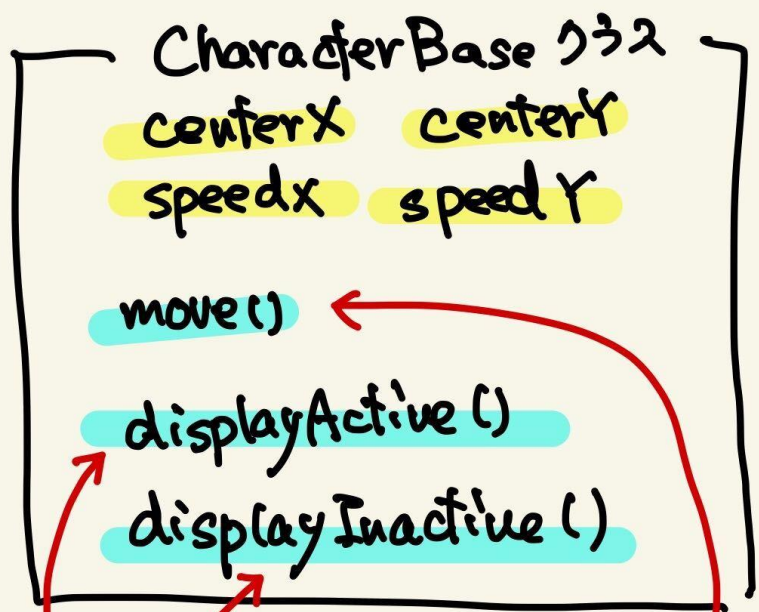 CharacterBase クラス
centerX centerY
speedX speedY
move()
displayActive()
displayInactive()